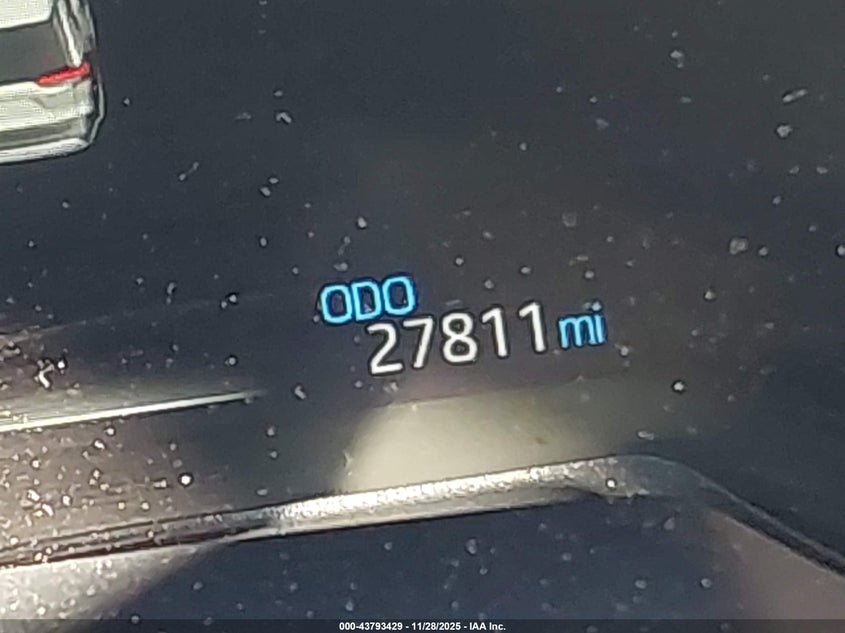 ODO
27811 mi
000-43793429 - 11/28/2025 - IAA Inc.